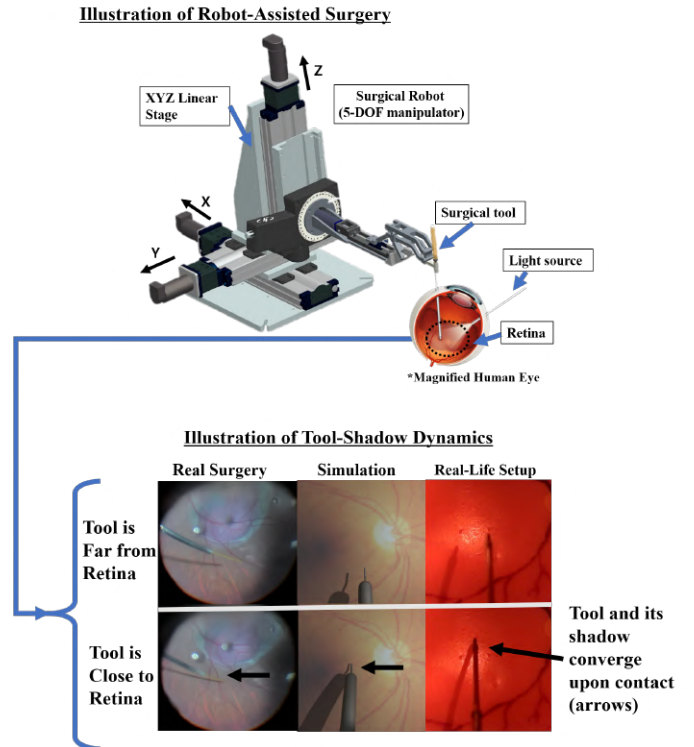 Illustration of Robot-Assisted Surgery
Z
XYZ Linear
Stage
Surgical Robot
(5-DOF manipulator)
X
Y
Surgical tool
Light source
Retina
*Magnified Human Eye
Illustration of Tool-Shadow Dynamics
Real Surgery
Simulation
Real-Life Setup
Tool is
Far from
Retina
Tool is
Close to
Retina
Tool and its
shadow
converge
upon contact
(arrows)